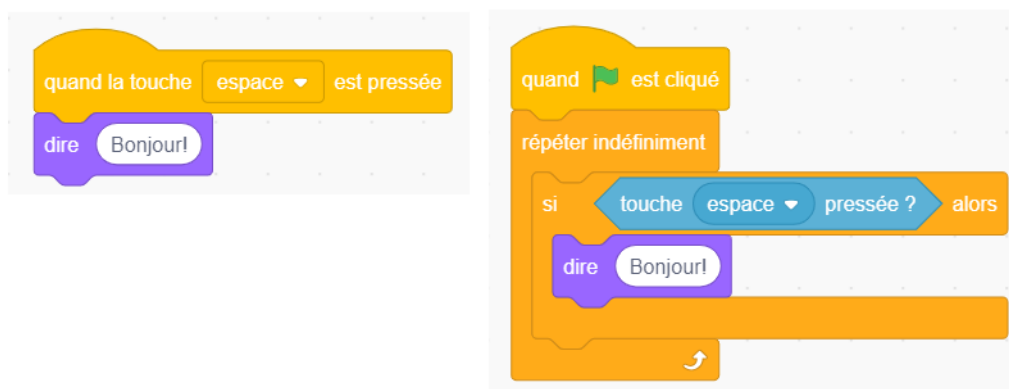 quand la touche espace est pressée
dire Bonjour!
quand est cliqué
répéter indéfiniment
si touche espace pressée ? alors
dire Bonjour!